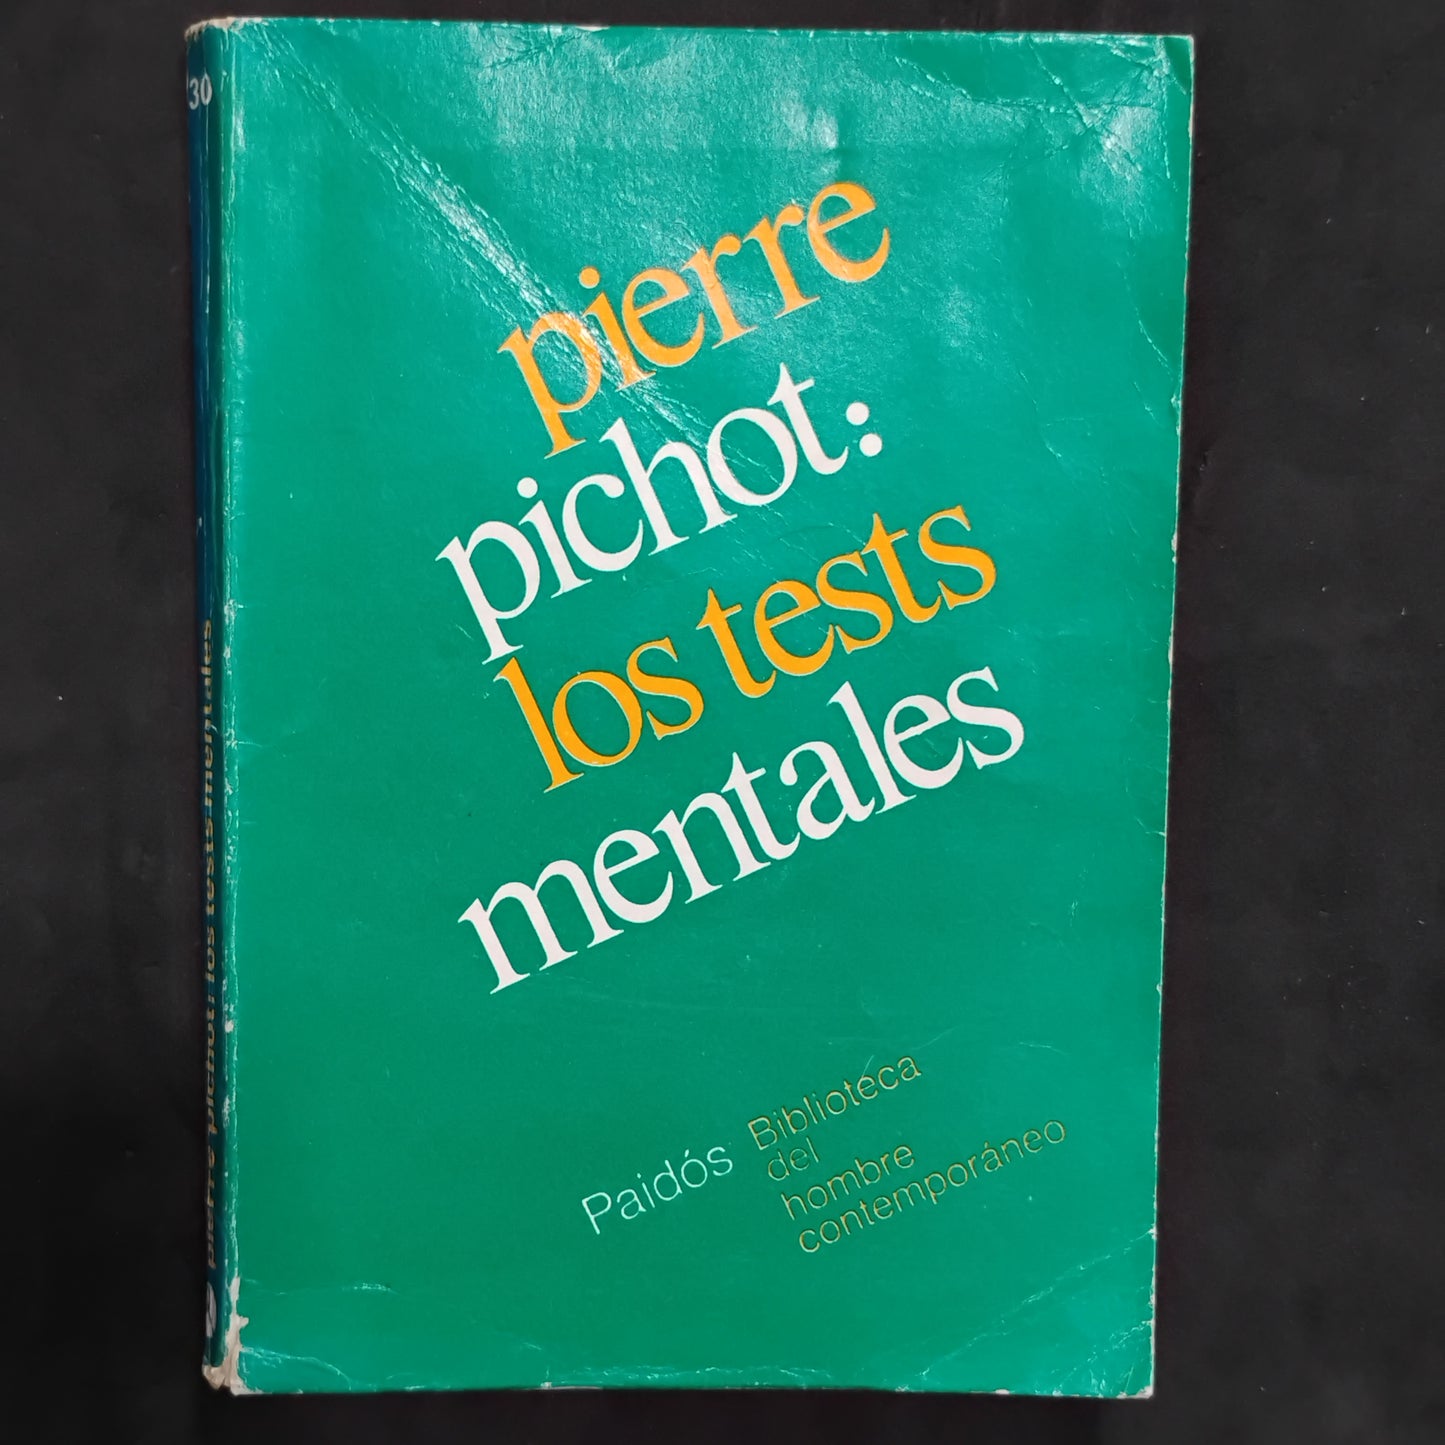 pierre
pichot:
los tests
mentales
Paidós
Biblioteca
del
hombre
contemporáneo
30
pierre pichot: los tests mentales